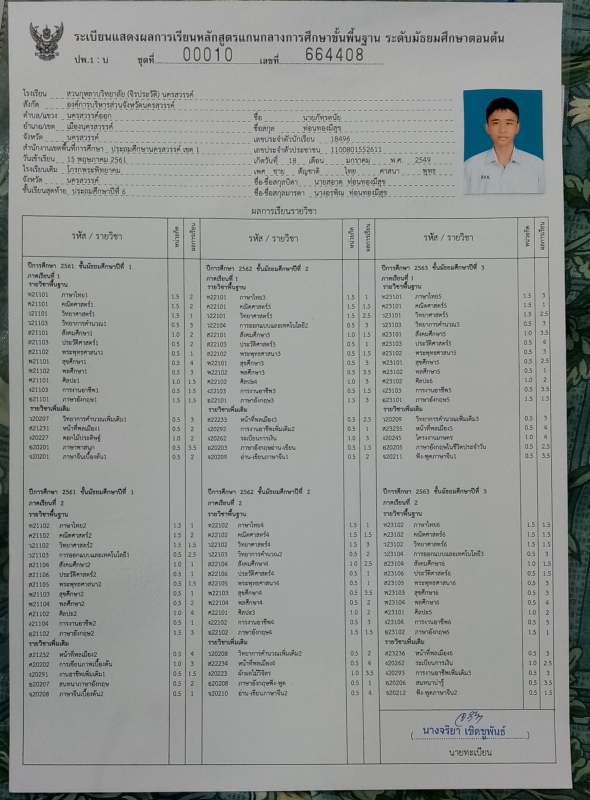 ระเบียนแสดงผลการเรียนหลักสูตรแกนกลางการศึกษาขั้นพื้นฐาน ระดับมัธยมศึกษาตอนต้น
ปพ.1 : บ ชุดที่ 00010 เลขที่ 664408
โรงเรียน สวนกุหลาบวิทยาลัย (จิรประวัติ) นครสวรรค์
สังกัด องค์การบริหารส่วนจังหวัดนครสวรรค์
ตำบล/แขวง นครสวรรค์ออก
อำเภอ/เขต เมืองนครสวรรค์
จังหวัด นครสวรรค์
สำนักงานเขตพื้นที่การศึกษา ประถมศึกษานครสวรรค์ เขต 1
วันเข้าเรียน 15 พฤษภาคม 2561
โรงเรียนเดิม โกรกพระพิทยาคม
จังหวัด นครสวรรค์
ชั้นเรียนสุดท้าย ประถมศึกษาปีที่ 6
ชื่อ นายภัทรดนัย
ชื่อสกุล ท่อนทองมีสุข
เลขประจำตัวนักเรียน 18496
เลขประจำตัวประชาชน 1100801552611
เกิดวันที่ 18 เดือน มกราคม พ.ศ. 2549
เพศ ชาย สัญชาติ ไทย ศาสนา พุทธ
ชื่อ-ชื่อสกุลบิดา นายสอาด ท่อนทองมีสุข
ชื่อ-ชื่อสกุลมารดา นางอรพิณ ท่อนทองมีสุข
ผลการเรียนรายวิชา
รหัส / รายวิชา หน่วยกิต ผลการเรียน
ปีการศึกษา 2561 ชั้นมัธยมศึกษาปีที่ 1
ภาคเรียนที่ 1
รายวิชาพื้นฐาน
ท21101 ภาษาไทย1 1.5 2
ค21101 คณิตศาสตร์1 1.5 2
ว21101 วิทยาศาสตร์1 1.5 1
ว21103 วิทยาการคำนวณ1 0.5 3
ส21101 สังคมศึกษา1 1.0 2
ส21103 ประวัติศาสตร์1 0.5 2
ส21102 พระพุทธศาสนา1 0.5 1
พ21101 สุขศึกษา1 0.5 4
พ21102 พลศึกษา1 0.5 3
ศ21101 ศิลปะ1 1.0 1.5
ง21103 การงานอาชีพ1 0.5 1.5
อ21101 ภาษาอังกฤษ1 1.5 1
รายวิชาเพิ่มเติม
ว20207 วิทยาการคำนวณเพิ่มเติม1 0.5 3
ส21231 หน้าที่พลเมือง1 0.5 2
ง20227 ดอกไม้ประดิษฐ์ 1.0 2
อ20201 ภาษาพาสนุก 0.5 3.5
จ20201 ภาษาจีนเบื้องต้น1 0.5 2
ปีการศึกษา 2561 ชั้นมัธยมศึกษาปีที่ 1
ภาคเรียนที่ 2
รายวิชาพื้นฐาน
ท21102 ภาษาไทย2 1.5 1
ค21102 คณิตศาสตร์2 1.5 2
ว21102 วิทยาศาสตร์2 1.5 1.5
ว21103 การออกแบบและเทคโนโลยี1 0.5 2.5
ส21104 สังคมศึกษา2 1.0 1
ส21106 ประวัติศาสตร์2 0.5 1
ส21105 พระพุทธศาสนา2 0.5 1.5
พ21103 สุขศึกษา2 0.5 1
พ21104 พลศึกษา2 0.5 2
ศ21102 ศิลปะ2 1.0 4
ง21104 การงานอาชีพ2 0.5 1
อ21102 ภาษาอังกฤษ2 1.5 3
รายวิชาเพิ่มเติม
ส21232 หน้าที่พลเมือง2 0.5 4
ส20202 การเขียนภาพเบื้องต้น 1.0 3
ง20291 งานอาชีพเพิ่มเติม1 0.5 1.5
อ20207 สนทนาภาษาอังกฤษ 0.5 2
จ20208 ภาษาจีนเบื้องต้น2 0.5 1
รหัส / รายวิชา หน่วยกิต ผลการเรียน
ปีการศึกษา 2562 ชั้นมัธยมศึกษาปีที่ 2
ภาคเรียนที่ 1
รายวิชาพื้นฐาน
ท22101 ภาษาไทย3 1.5 1
ค22101 คณิตศาสตร์3 1.5 1.5
ว22101 วิทยาศาสตร์3 1.5 2.5
ว22104 การออกแบบและเทคโนโลยี2 0.5 3
ส22101 สังคมศึกษา3 1.0 1.5
ส22103 ประวัติศาสตร์3 0.5 1
ส22102 พระพุทธศาสนา3 0.5 1.5
พ22101 สุขศึกษา3 0.5 3
พ22102 พลศึกษา3 0.5 3.5
ศ22101 ศิลปะ4 1.0 3
ง22103 การงานอาชีพ3 0.5 1.5
อ22101 ภาษาอังกฤษ3 1.5 3
รายวิชาเพิ่มเติม
ส22233 หน้าที่พลเมือง3 0.5 2.5
ง20292 การงานอาชีพเพิ่มเติม2 0.5 1
ง20262 ระเบียนการเงิน 1.0 3
อ20203 ภาษาอังกฤษอ่าน-เขียน 0.5 1.5
จ20209 อ่าน-เขียนภาษาจีน1 0.5 2
ปีการศึกษา 2562 ชั้นมัธยมศึกษาปีที่ 2
ภาคเรียนที่ 2
รายวิชาพื้นฐาน
ท22102 ภาษาไทย4 1.5 1
ค22102 คณิตศาสตร์4 1.5 1.5
ว22102 วิทยาศาสตร์4 1.5 3
ว22103 วิทยาการคำนวณ2 0.5 2
ส22104 สังคมศึกษา4 1.0 2.5
ส22106 ประวัติศาสตร์4 0.5 1
ส22105 พระพุทธศาสนา4 0.5 1
พ22103 สุขศึกษา4 0.5 3.5
พ22104 พลศึกษา4 0.5 2
ศ22101 ศิลปะ3 1.0 2
ง22102 การงานอาชีพ4 0.5 3
อ22102 ภาษาอังกฤษ4 1.5 1.5
รายวิชาเพิ่มเติม
ว20208 วิทยาการคำนวณเพิ่มเติม2 0.5 2
ส22234 หน้าที่พลเมือง4 0.5 4
ง20223 ผักผลไม้วิจิตร 1.0 3.5
อ20208 ภาษาอังกฤษฟัง-พูด 0.5 1
จ20210 อ่าน-เขียนภาษาจีน2 0.5 4
รหัส / รายวิชา หน่วยกิต ผลการเรียน
ปีการศึกษา 2563 ชั้นมัธยมศึกษาปีที่ 3
ภาคเรียนที่ 1
รายวิชาพื้นฐาน
ท23101 ภาษาไทย5 1.5 3
ค23101 คณิตศาสตร์5 1.5 1
ว23101 วิทยาศาสตร์5 1.5 2.5
ว23103 วิทยาการคำนวณ3 0.5 3
ส23101 สังคมศึกษา5 1.0 3.5
ส23103 ประวัติศาสตร์5 0.5 4
ส23102 พระพุทธศาสนา5 0.5 3
พ23101 สุขศึกษา5 0.5 2.5
พ23102 พลศึกษา5 0.5 1
ศ23102 ศิลปะ6 1.0 2
ง23103 การงานอาชีพ5 0.5 3.5
อ23101 ภาษาอังกฤษ5 1.5 1.5
รายวิชาเพิ่มเติม
ว20209 วิทยาการคำนวณเพิ่มเติม3 0.5 3
ส23235 หน้าที่พลเมือง5 0.5 4
ง20245 โครงงานเกษตร 1.0 4
อ20205 ภาษาอังกฤษในชีวิตประจำวัน 0.5 2.5
จ20211 ฟัง-พูดภาษาจีน1 0.5 3.5
ปีการศึกษา 2563 ชั้นมัธยมศึกษาปีที่ 3
ภาคเรียนที่ 2
รายวิชาพื้นฐาน
ท23102 ภาษาไทย6 1.5 1.5
ค23102 คณิตศาสตร์6 1.5 1.5
ว23102 วิทยาศาสตร์6 1.5 1.5
ว23104 การออกแบบและเทคโนโลยี3 0.5 3
ส23104 สังคมศึกษา6 1.0 1.5
ส23106 ประวัติศาสตร์6 0.5 1.5
ส23105 พระพุทธศาสนา6 0.5 3
พ23103 สุขศึกษา6 0.5 3
พ23104 พลศึกษา6 0.5 4
ศ23101 ศิลปะ5 1.0 2
ง23104 การงานอาชีพ6 0.5 3
อ23102 ภาษาอังกฤษ6 1.5 1
รายวิชาเพิ่มเติม
ส23236 หน้าที่พลเมือง6 0.5 3
ง20262 ระเบียนการเงิน 1.0 2.5
ง20293 การงานอาชีพเพิ่มเติม3 0.5 3
อ20206 สนทนาน่ารู้ 0.5 3.5
จ20212 ฟัง-พูดภาษาจีน2 0.5 1.5
(นางจริยา เชิดชูพันธ์)
นายทะเบียน